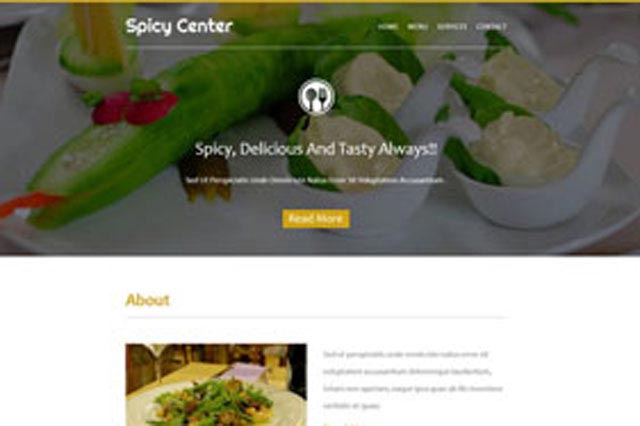 Spicy Center
HOME MENU SERVICES CONTACT
Spicy, Delicious And Tasty Always!!!
Sed Ut Perspiciatis Unde Omnis Iste Natus Error Sit Voluptatem Accusantium
Read More
About
Sed ut perspiciatis unde omnis iste natus error sit
voluptatem accusantium doloremque laudantium,
totam rem aperiam, eaque ipsa quae ab illo inventore
veritatis et quasi.